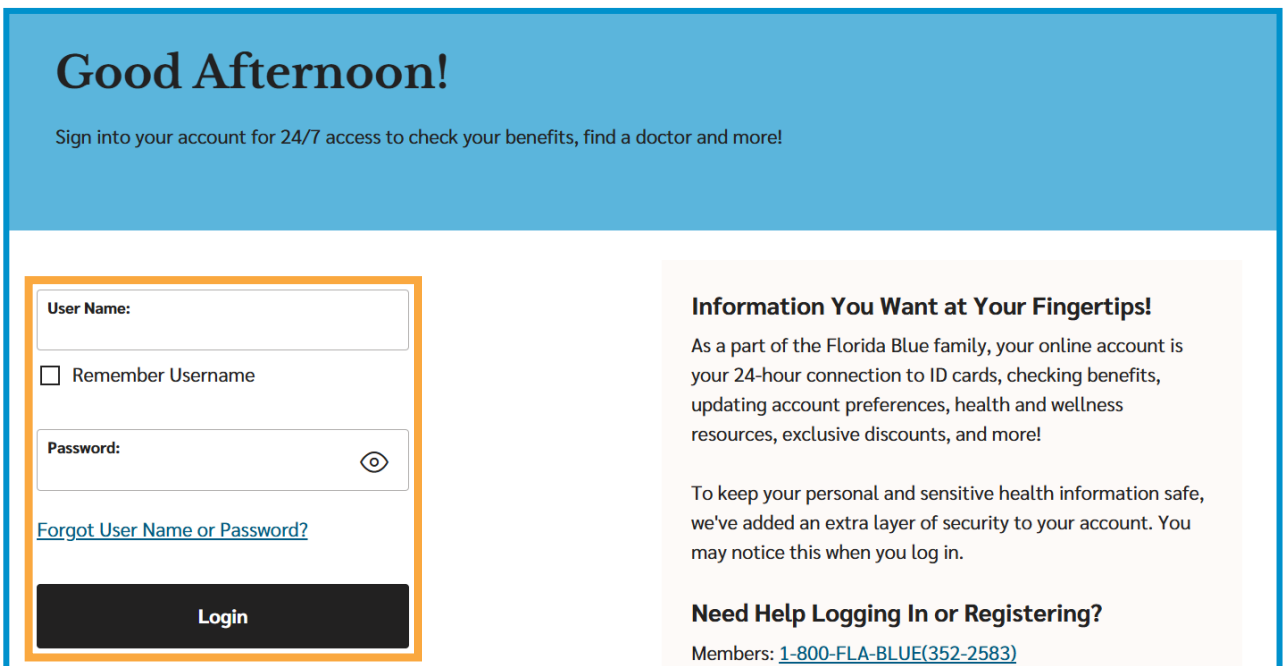 Good Afternoon!
Sign into your account for 24/7 access to check your benefits, find a doctor and more!
User Name:
Remember Username
Password:
Forgot User Name or Password?
Login
Information You Want at Your Fingertips!
As a part of the Florida Blue family, your online account is
your 24-hour connection to ID cards, checking benefits,
updating account preferences, health and wellness
resources, exclusive discounts, and more!
To keep your personal and sensitive health information safe,
we've added an extra layer of security to your account. You
may notice this when you log in.
Need Help Logging In or Registering?
Members: 1-800-FLA-BLUE(352-2583)